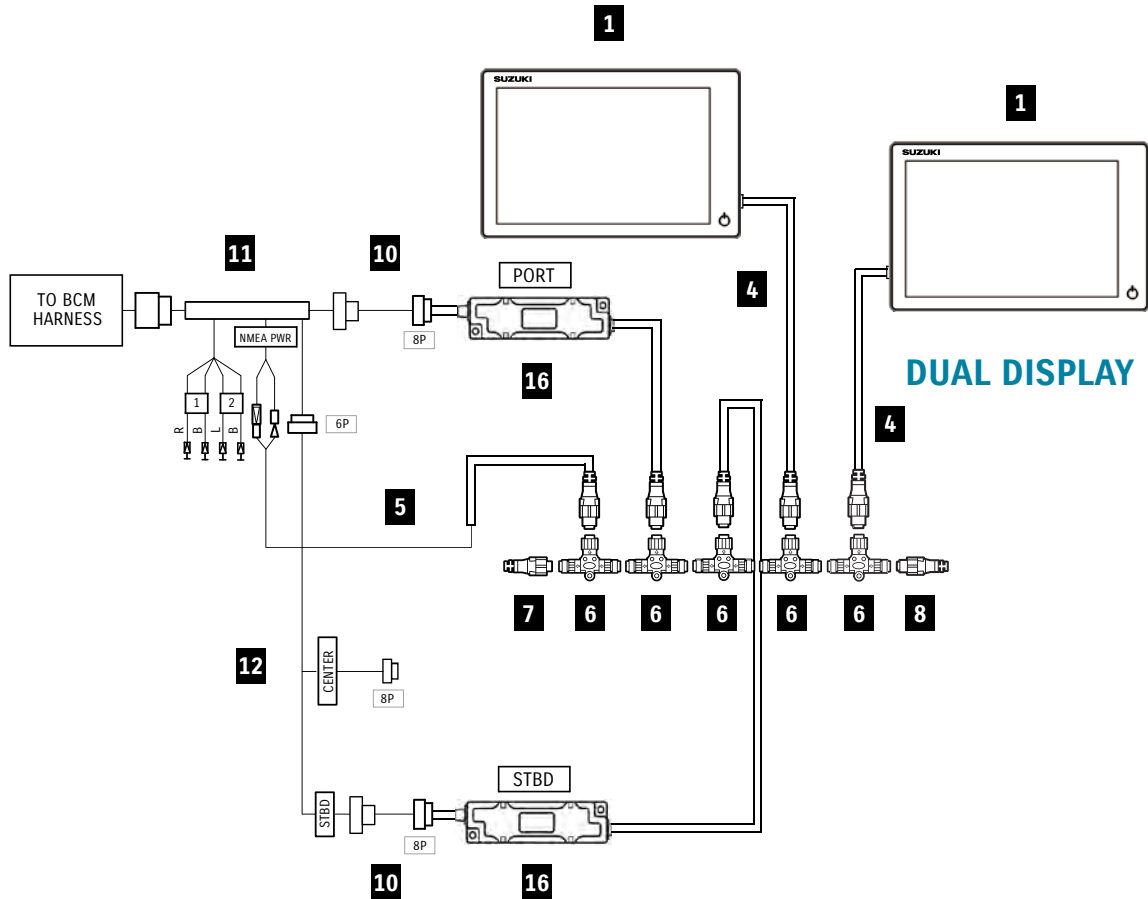 1
SUZUKI
1
SUZUKI
11
10
4
PORT
TO BCM
HARNESS
NMEA PWR
8P
16
DUAL DISPLAY
1
2
6P
R
B
L
B
4
5
7
6
6
6
6
6
8
12
CENTER
8P
STBD
STBD
8P
10
16